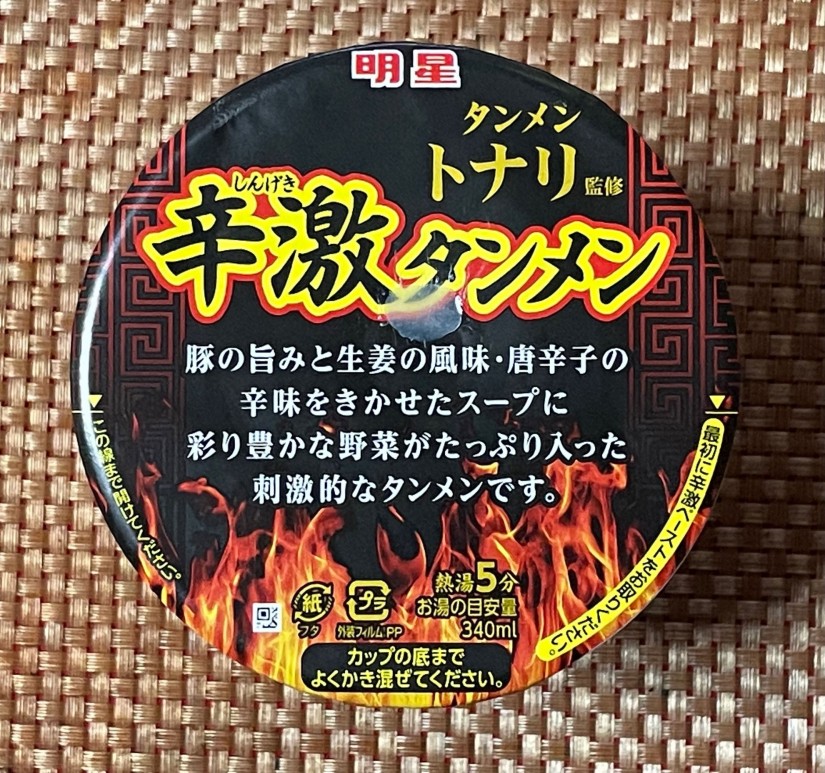 明星
タンメン
トナリ監修
しんげき
辛激タンメン
豚の旨みと生姜の風味・唐辛子の
辛味をきかせたスープに
彩り豊かな野菜がたっぷり入った
刺激的なタンメンです。
この線まで開けてください。
最初に辛激ペーストをお取りください。
熱湯5分
お湯の目安量
340ml
紙
フタ
プラ
外装フィルム:PP
カップの底まで
よくかき混ぜてください。